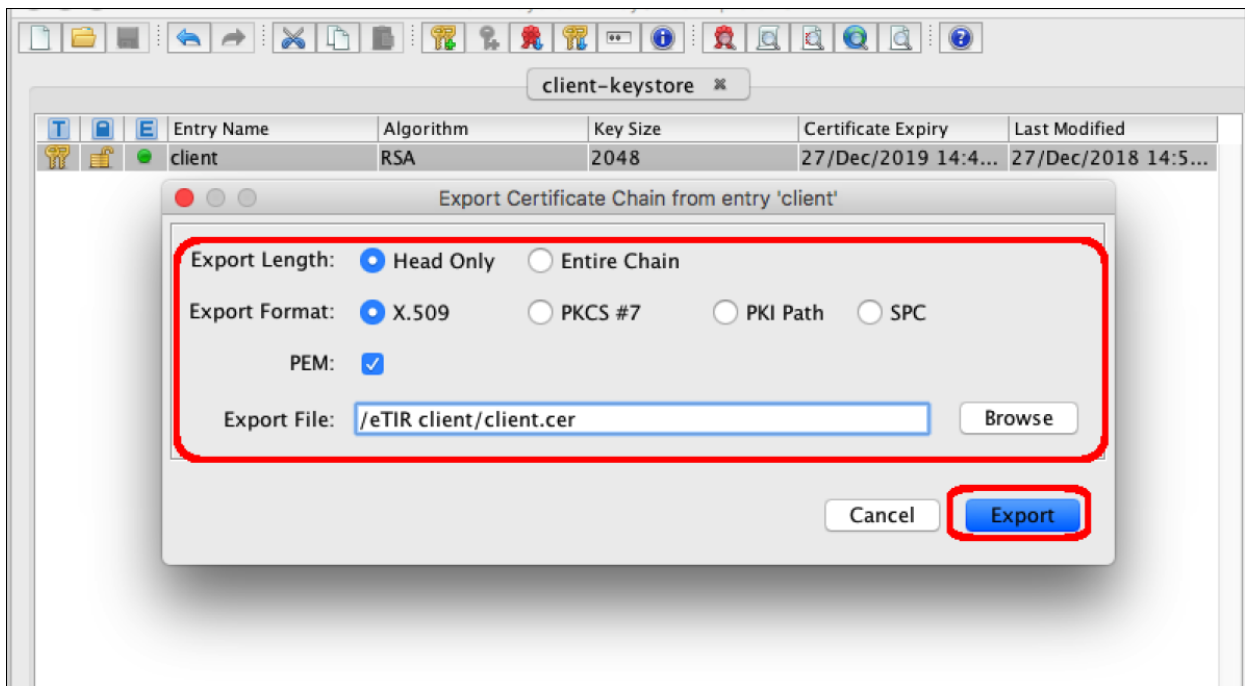 client-keystore
T E Entry Name Algorithm Key Size Certificate Expiry Last Modified
client RSA 2048 27/Dec/2019 14:4... 27/Dec/2018 14:5...
Export Certificate Chain from entry 'client'
Export Length: Head Only Entire Chain
Export Format: X.509 PKCS #7 PKI Path SPC
PEM:
Export File: /eTIR client/client.cer Browse
Cancel Export